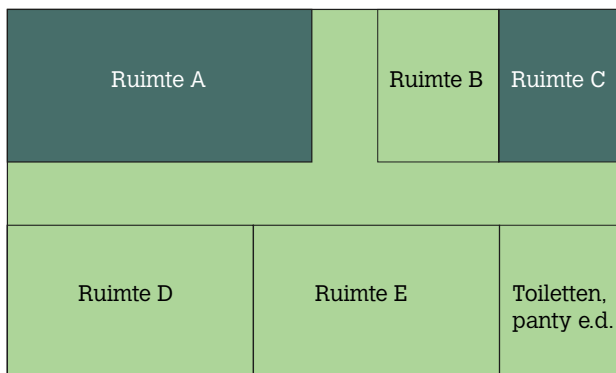 Ruimte A
Ruimte B
Ruimte C
Ruimte D
Ruimte E
Toiletten,
panty e.d.